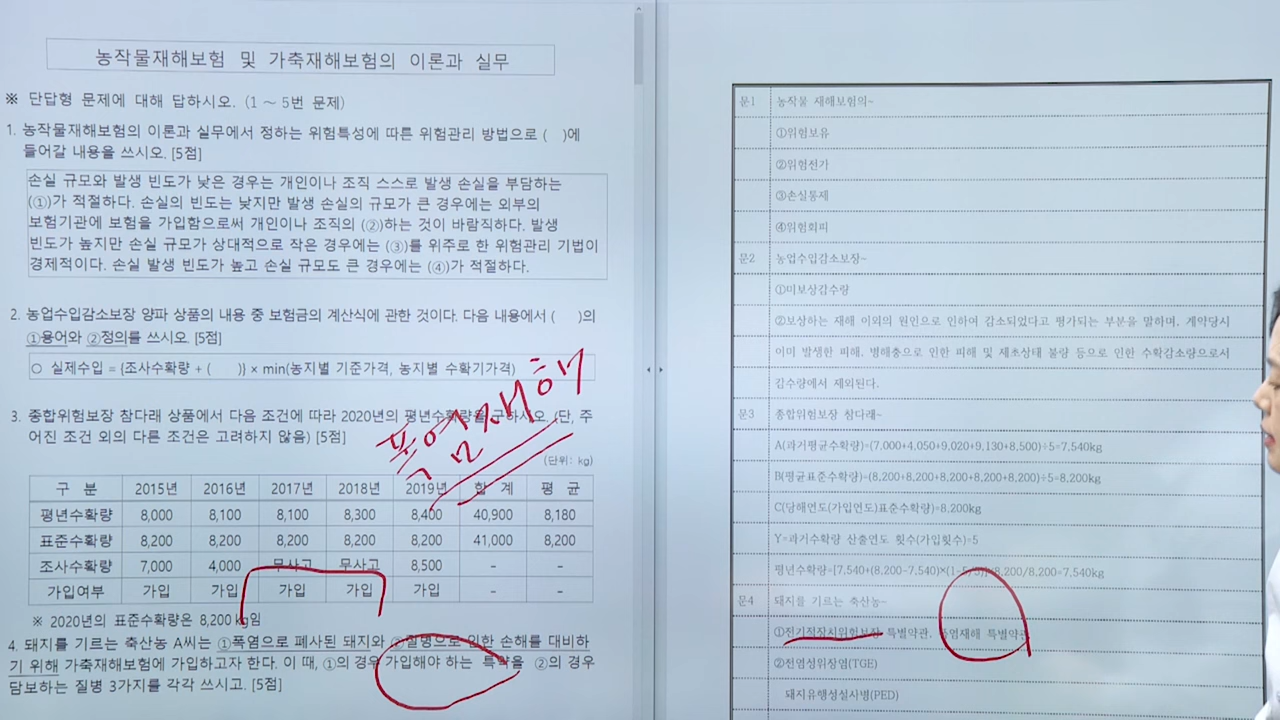 농작물재해보험 및 가축재해보험의 이론과 실무
※ 단답형 문제에 대해 답하시오. (1 ~ 5번 문제)
1. 농작물재해보험의 이론과 실무에서 정하는 위험특성에 따른 위험관리 방법으로 ( )에
들어갈 내용을 쓰시오. [5점]
손실 규모와 발생 빈도가 낮은 경우는 개인이나 조직 스스로 발생 손실을 부담하는
(①)가 적절하다. 손실의 빈도는 낮지만 발생 손실의 규모가 큰 경우에는 외부의
보험기관에 보험을 가입함으로써 개인이나 조직의 (②)하는 것이 바람직하다. 발생
빈도가 높지만 손실 규모가 상대적으로 작은 경우에는 (③)를 위주로 한 위험관리 기법이
경제적이다. 손실 발생 빈도가 높고 손실 규모도 큰 경우에는 (④)가 적절하다.
2. 농업수입감소보장 양파 상품의 내용 중 보험금의 계산식에 관한 것이다. 다음 내용에서 ( )의
①용어와 ②정의를 쓰시오. [5점]
○ 실제수입 = {조사수확량 + ( )} × min(농지별 기준가격, 농지별 수확기가격)
폭염재해
3. 종합위험보장 참다래 상품에서 다음 조건에 따라 2020년의 평년수확량을 구하시오. (단, 주
어진 조건 외의 다른 조건은 고려하지 않음) [5점]
(단위: kg)
구 분 2019년 합 계 평 균
평년수확량 8,100 8,300 8,400 40,900 8,180
표준수확량 8,200 8,200 8,200 8,200 8,200 41,000 8,200
조사수확량 7,000 4,000 무사고 무사고 8,500 - -
가입여부 가입 가입 가입 가입 가입 - -
※ 2020년의 표준수확량은 8,200kg임
4. 돼지를 기르는 돼지와 ②질병으로 인한 손해를 대비하
기 위해 가축재해보험에 가입하고자 한다. 이 때, ①의 경우 가입해야 하는 특약을 ②의 경우
담보하는 질병 3가지를 각각 쓰시고. [5점]
문1 농작물 재해보험의~
①위험보유
②위험전가
③손실통제
④위험회피
문2 농업수입감소보장~
①미보상감수량
②보상하는 재해 이외의 원인으로 인하여 감소되었다고 평가되는 부분을 말하며, 계약당시
이미 발생한 피해, 병해충으로 인한 피해 및 제초상태 불량 등으로 인한 수확감소량으로서
감수량에서 제외된다.
문3 종합위험보장 참다래~
A(과거평균수확량)=(7,000+4,050+9,020+9,130+8,500)÷5=7,540kg
B(평균표준수확량)=(8,200+8,200+8,200+8,200+8,200)÷5=8,200kg
C(당해연도(가입연도)표준수확량)=8,200kg
Y=과거수확량 산출연도 횟수(가입횟수)=5
평년수확량={7,540+(8,200-7,540)×(1-5/5)}×8,200/8,200=7,540kg
문4 돼지를 기르는 축산농~
①전기적장치위험보장 특별약관, 폭염재해 특별약관
②전염성위장염(TGE)
돼지유행성설사병(PED)